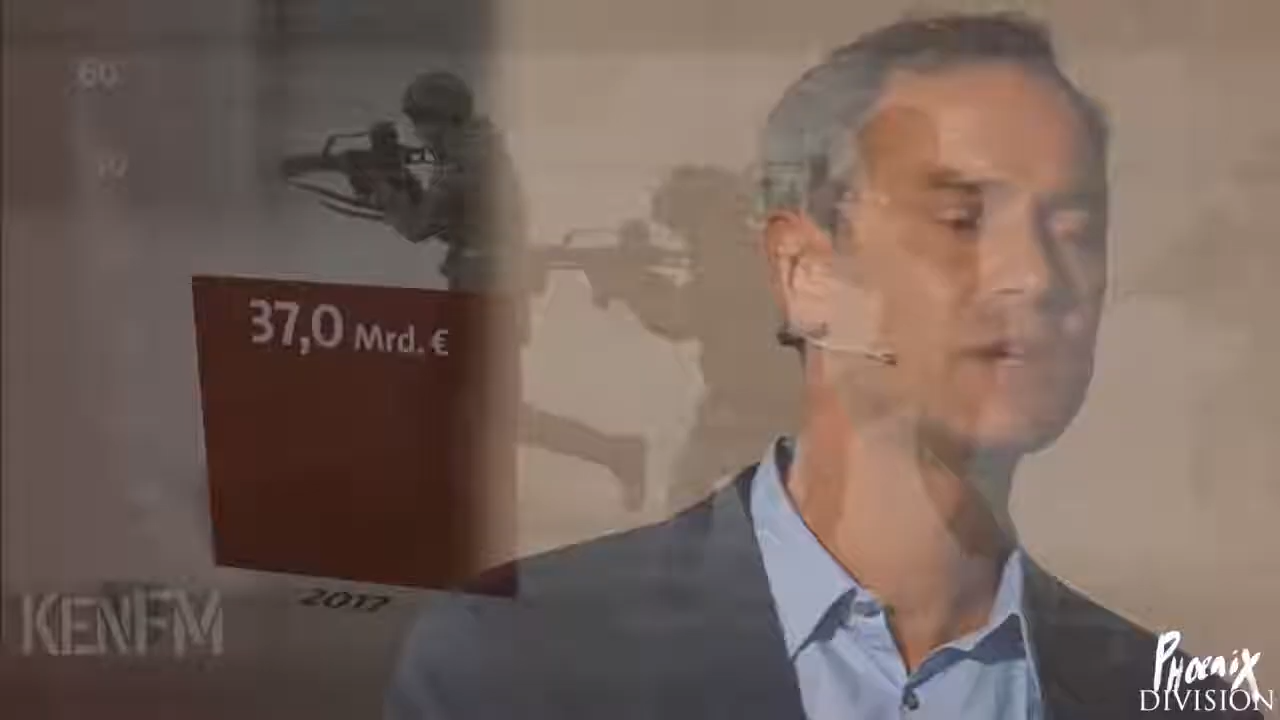 60
37,0 Mrd. €
2017
KENFM
PHOENIX
DIVISION